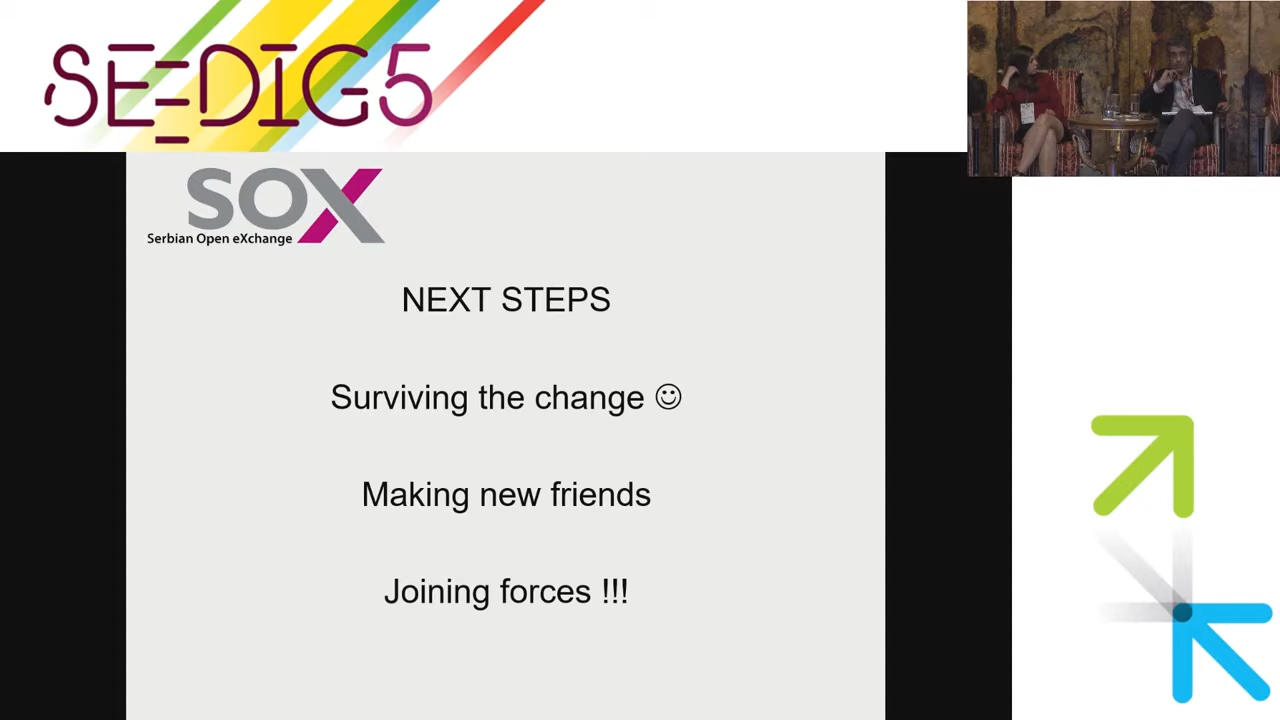 SEEDIG5
SOX
Serbian Open eXchange
NEXT STEPS
Surviving the change ☺
Making new friends
Joining forces !!!